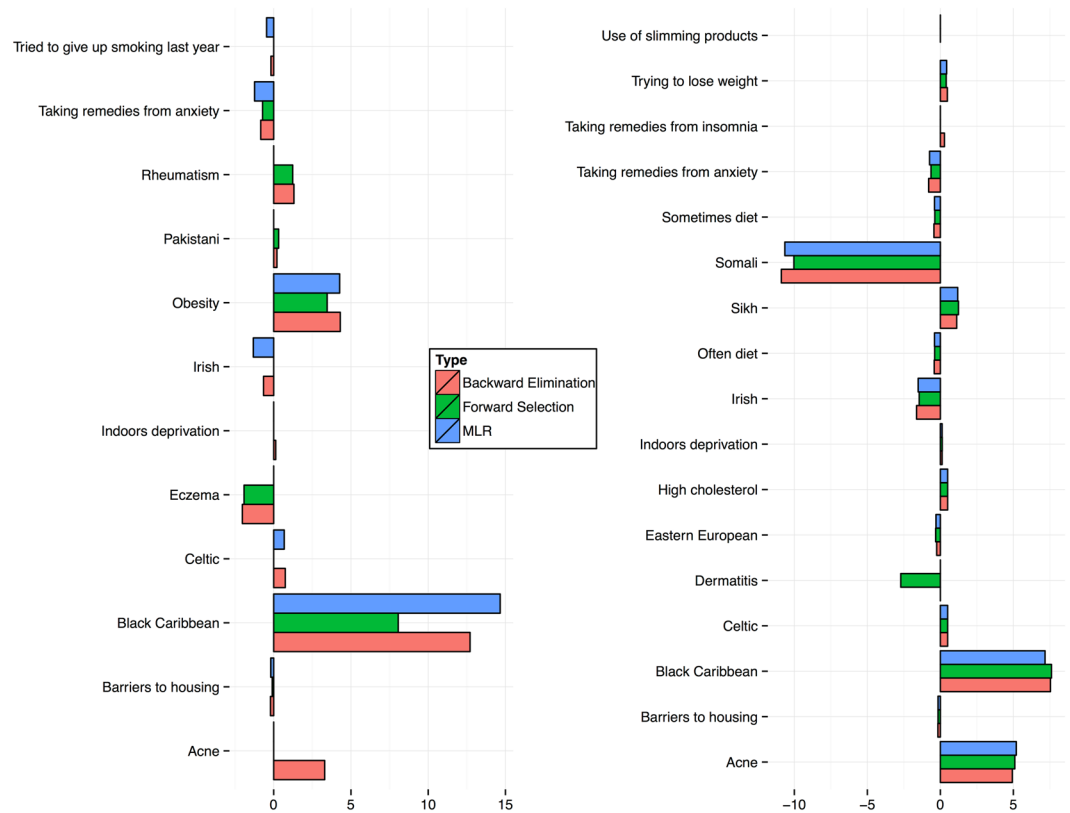 Tried to give up smoking last year
Taking remedies from anxiety
Rheumatism
Pakistani
Obesity
Irish
Indoors deprivation
Eczema
Celtic
Black Caribbean
Barriers to housing
Acne
0 5 10 15
Type
Backward Elimination
Forward Selection
MLR
Use of slimming products
Trying to lose weight
Taking remedies from insomnia
Taking remedies from anxiety
Sometimes diet
Somali
Sikh
Often diet
Irish
Indoors deprivation
High cholesterol
Eastern European
Dermatitis
Celtic
Black Caribbean
Barriers to housing
Acne
−10 −5 0 5